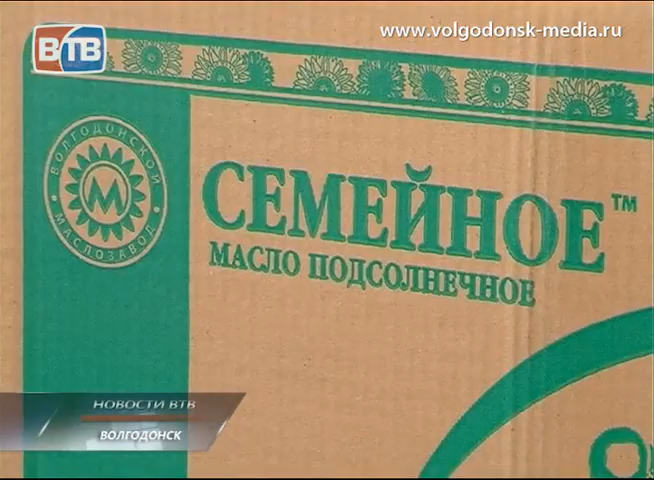 ВТВ
www.volgodonsk-media.ru
ВОЛГОДОНСКОЙ
М
МАСЛОЗАВОД
СЕМЕЙНОЕ™
МАСЛО ПОДСОЛНЕЧНОЕ
НОВОСТИ ВТВ
ВОЛГОДОНСК